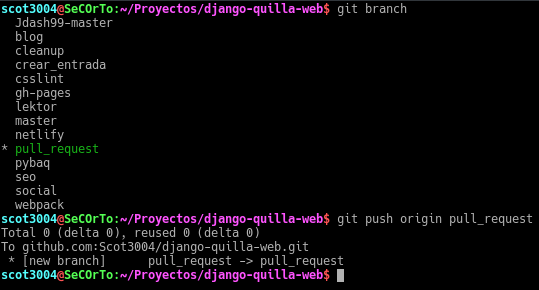 scot3004@SeCOrTo:~/Proyectos/django-quilla-web$ git branch
  Jdash99-master
  blog
  cleanup
  crear_entrada
  csslint
  gh-pages
  lektor
  master
  netlify
* pull_request
  pybaq
  seo
  social
  webpack
scot3004@SeCOrTo:~/Proyectos/django-quilla-web$ git push origin pull_request
Total 0 (delta 0), reused 0 (delta 0)
To github.com:Scot3004/django-quilla-web.git
 * [new branch]      pull_request -> pull_request
scot3004@SeCOrTo:~/Proyectos/django-quilla-web$